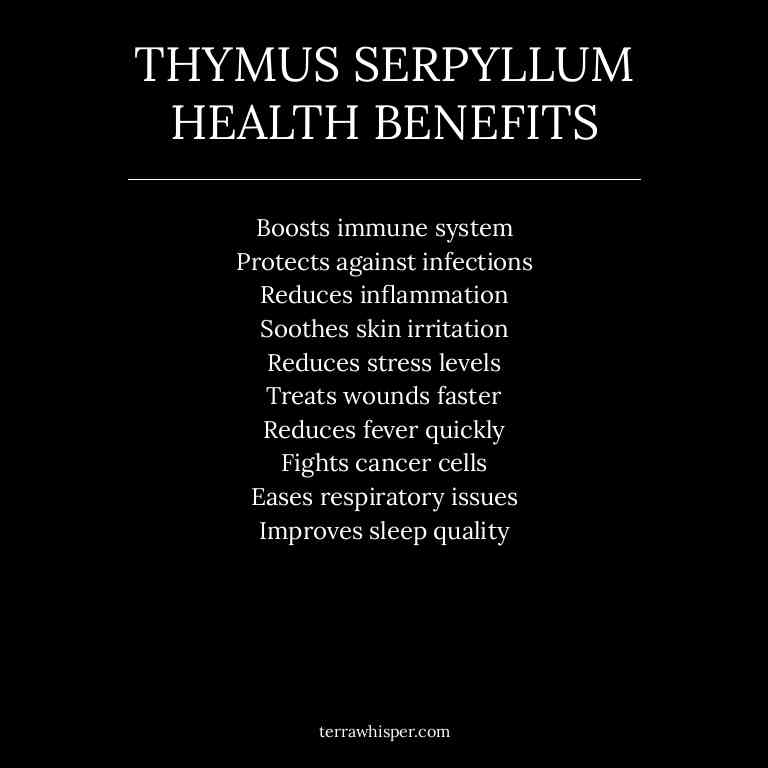 THYMUS SERPYLLUM
HEALTH BENEFITS
Boosts immune system
Protects against infections
Reduces inflammation
Soothes skin irritation
Reduces stress levels
Treats wounds faster
Reduces fever quickly
Fights cancer cells
Eases respiratory issues
Improves sleep quality
terrawhisper.com